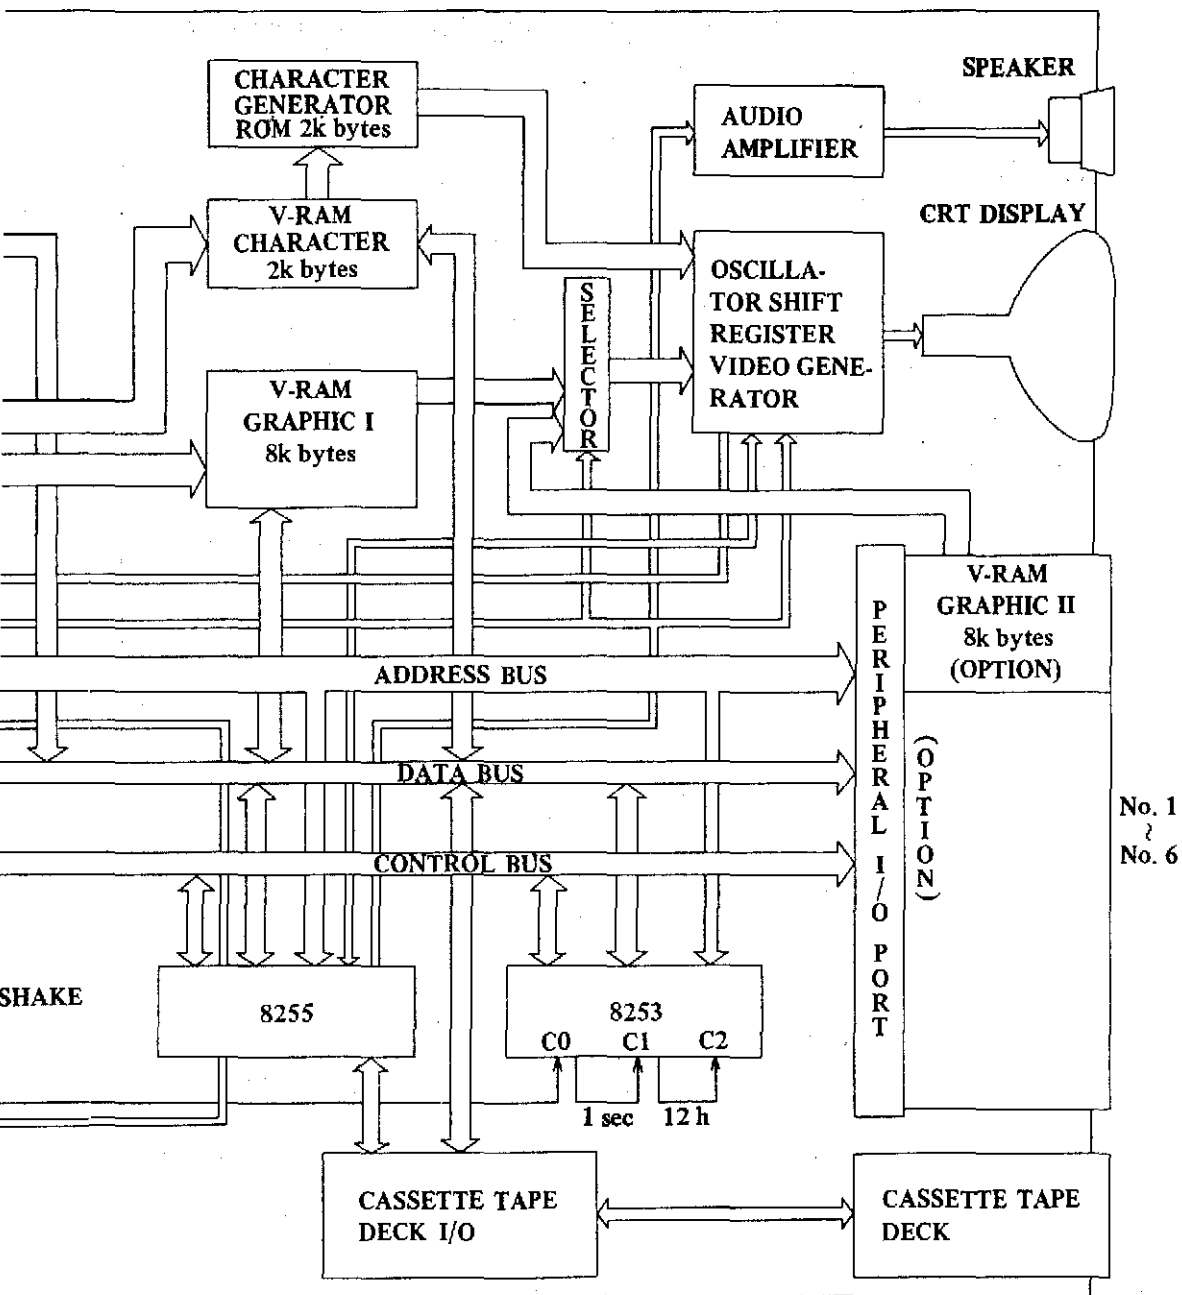 CHARACTER
GENERATOR
ROM 2k bytes
AUDIO
AMPLIFIER
SPEAKER
V-RAM
CHARACTER
2k bytes
CRT DISPLAY
SELECTOR
OSCILLA-
TOR SHIFT
REGISTER
VIDEO GENE-
RATOR
V-RAM
GRAPHIC I
8k bytes
V-RAM
GRAPHIC II
8k bytes
(OPTION)
PERIPHERAL I/O PORT
(OPTION)
ADDRESS BUS
DATA BUS
No. 1
~
No. 6
CONTROL BUS
SHAKE
8255
8253
C0 C1 C2
1 sec 12 h
CASSETTE TAPE
DECK I/O
CASSETTE TAPE
DECK